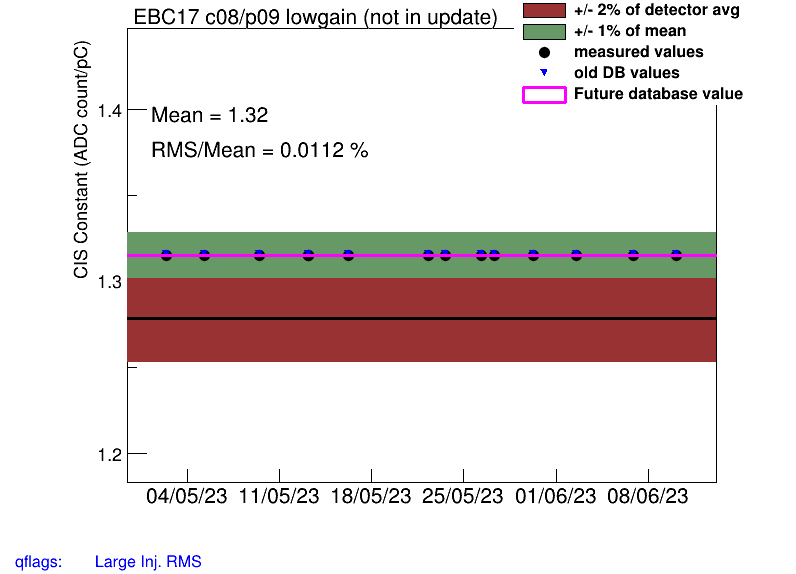 EBC17 c08/p09 lowgain (not in update)
+/- 2% of detector avg
+/- 1% of mean
measured values
old DB values
Future database value
CIS Constant (ADC count/pC)
Mean = 1.32
RMS/Mean = 0.0112 %
1.4
1.3
1.2
04/05/23 11/05/23 18/05/23 25/05/23 01/06/23 08/06/23
qflags: Large Inj. RMS